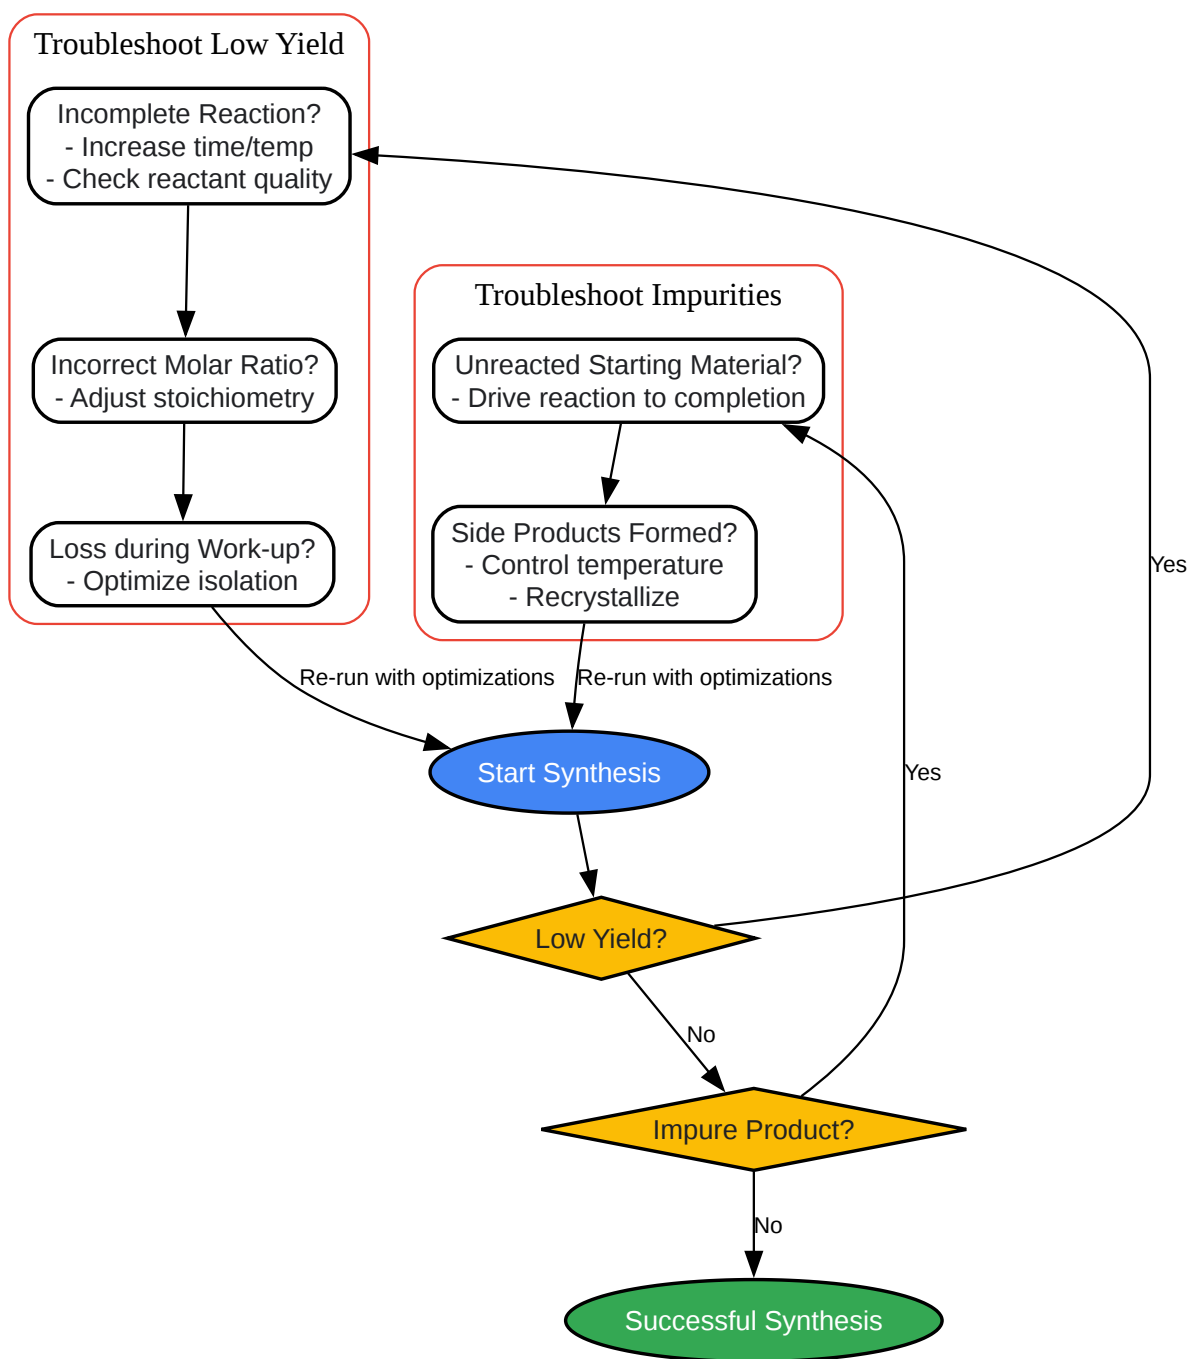 Troubleshoot Low Yield
Incomplete Reaction?
- Increase time/temp
- Check reactant quality
Incorrect Molar Ratio?
- Adjust stoichiometry
Loss during Work-up?
- Optimize isolation
Troubleshoot Impurities
Unreacted Starting Material?
- Drive reaction to completion
Side Products Formed?
- Control temperature
- Recrystallize
Re-run with optimizations
Re-run with optimizations
Start Synthesis
Low Yield?
Yes
No
Impure Product?
Yes
No
Successful Synthesis